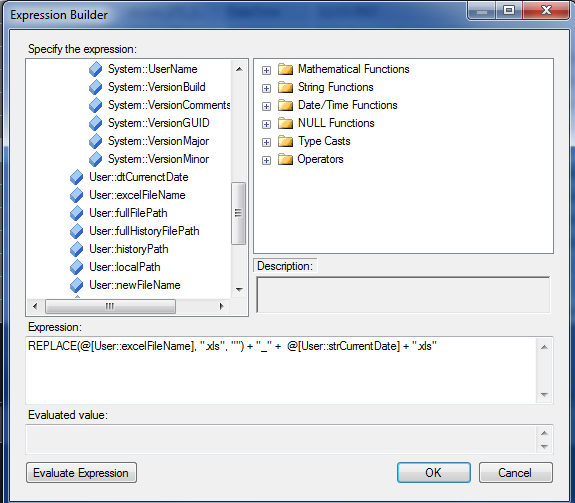 Expression Builder
Specify the expression:
System::UserName
System::VersionBuild
System::VersionComments
System::VersionGUID
System::VersionMajor
System::VersionMinor
User::dtCurrenctDate
User::excelFileName
User::fullFilePath
User::fullHistoryFilePath
User::historyPath
User::localPath
User::newFileName
Mathematical Functions
String Functions
Date/Time Functions
NULL Functions
Type Casts
Operators
Description:
Expression:
REPLACE(@[User::excelFileName], ".xls", "") + "_" +  @[User::strCurrentDate] + ".xls"
Evaluated value:
Evaluate Expression
OK
Cancel